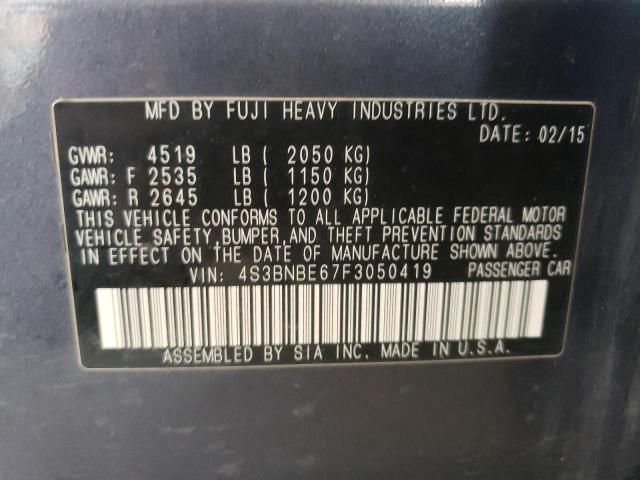 MFD BY FUJI HEAVY INDUSTRIES LTD.
DATE: 02/15
GVWR: 4519 LB ( 2050 KG)
GAWR: F 2535 LB ( 1150 KG)
GAWR: R 2645 LB ( 1200 KG)
THIS VEHICLE CONFORMS TO ALL APPLICABLE FEDERAL MOTOR
VEHICLE SAFETY, BUMPER, AND THEFT PREVENTION STANDARDS
IN EFFECT ON THE DATE OF MANUFACTURE SHOWN ABOVE.
VIN: 4S3BNBE67F3050419 PASSENGER CAR
ASSEMBLED BY SIA INC. MADE IN U.S.A.